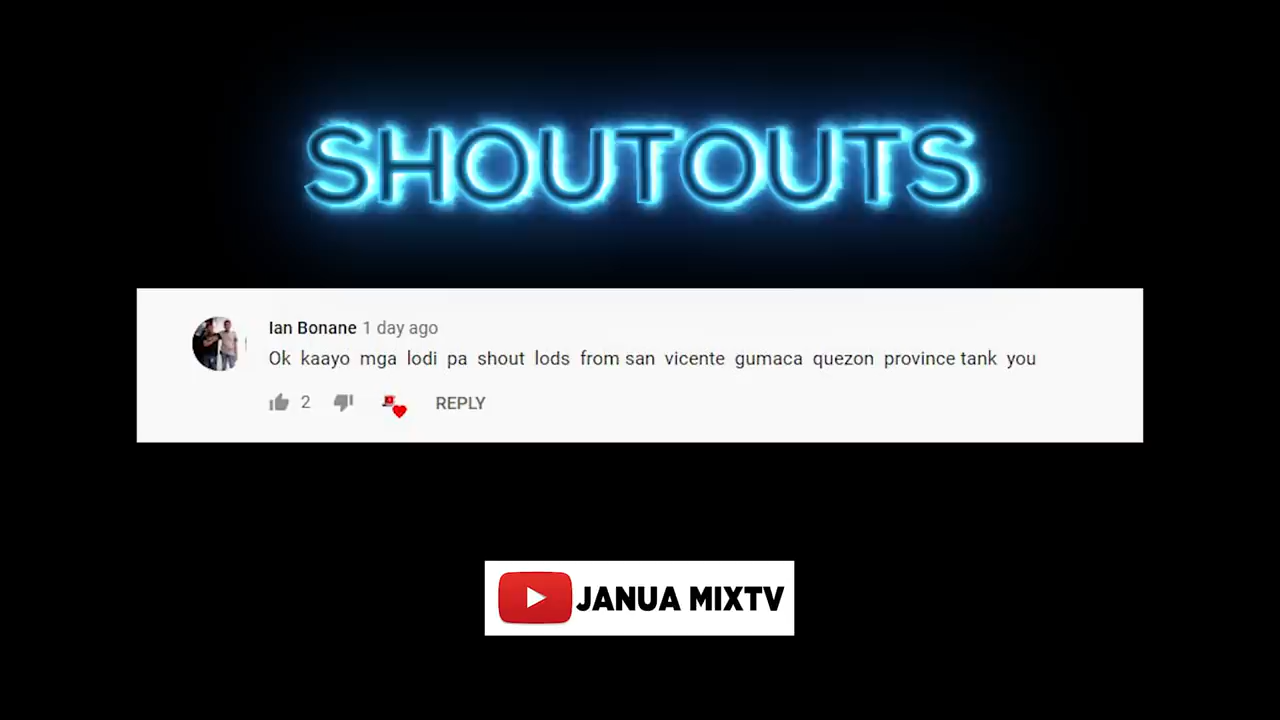 SHOUTOUTS
Ian Bonane 1 day ago
Ok kaayo mga lodi pa shout lods from san vicente gumaca quezon province tank you
2 REPLY
JANUA MIXTV